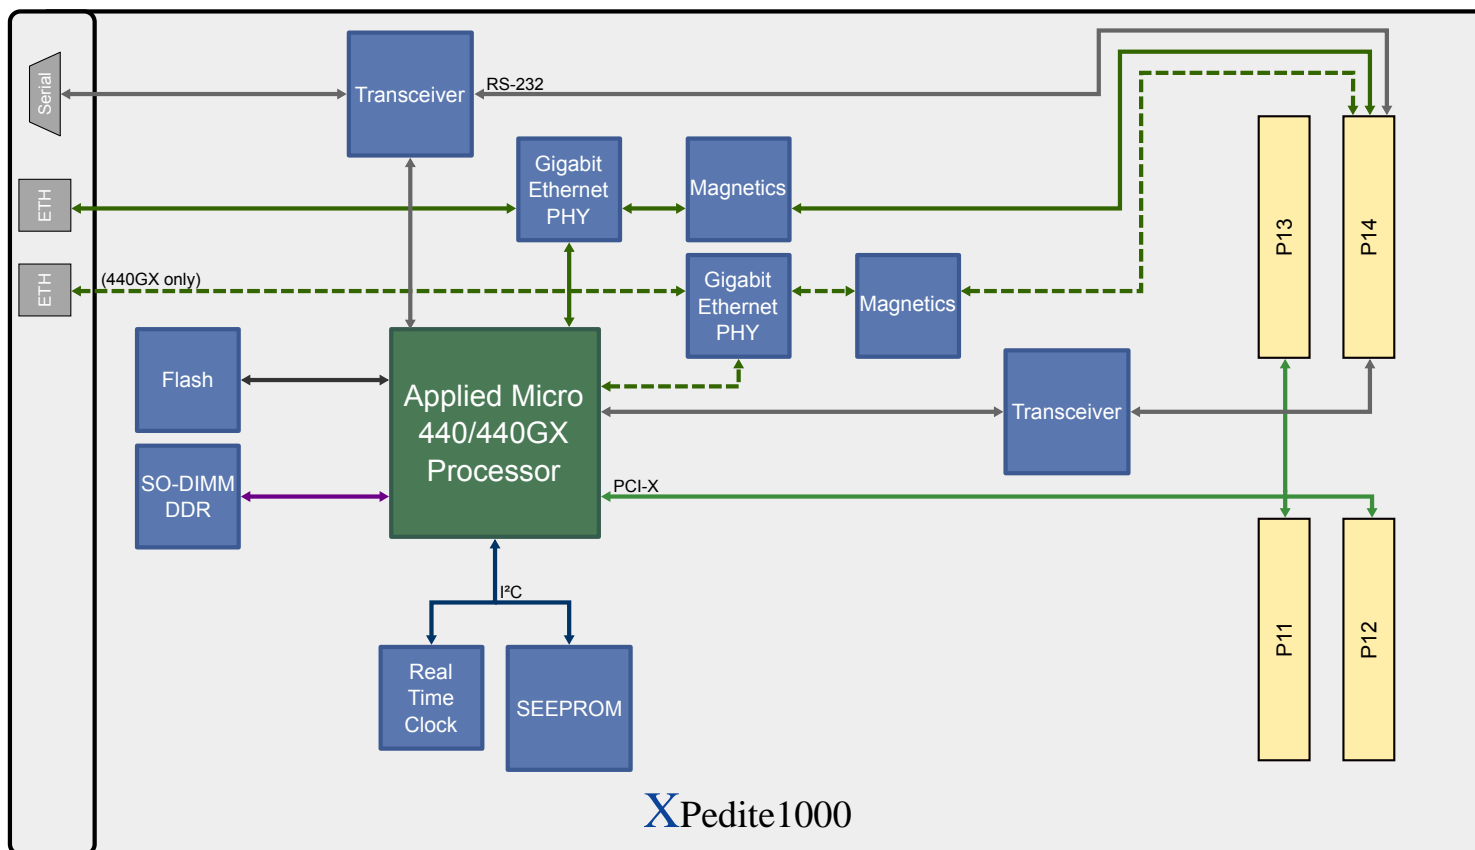 Serial
Transceiver
RS-232
ETH
Gigabit
Ethernet
PHY
Magnetics
P13
P14
ETH
(440GX only)
Gigabit
Ethernet
PHY
Magnetics
Flash
Applied Micro
440/440GX
Processor
Transceiver
SO-DIMM
DDR
PCI-X
I²C
Real
Time
Clock
SEEPROM
P11
P12
XPedite1000